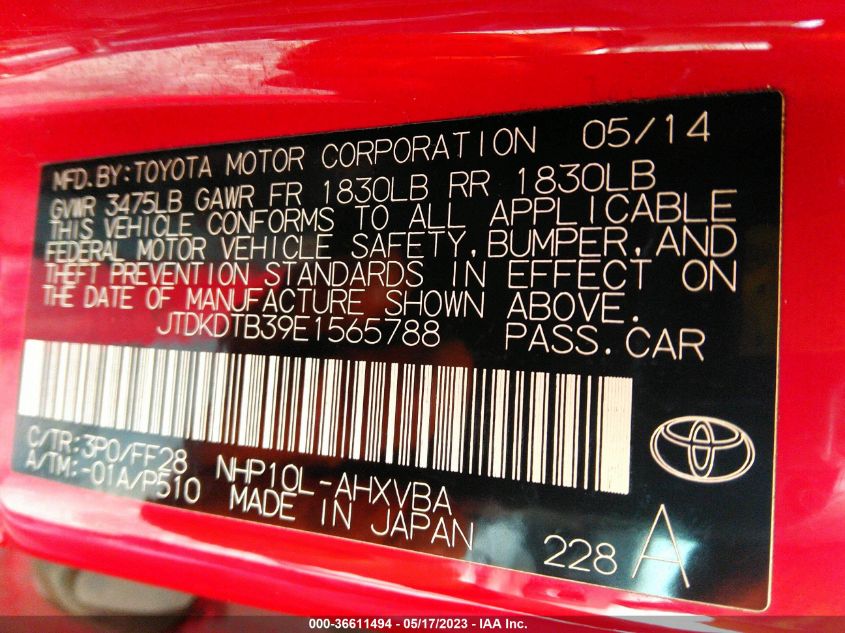 MFD.BY:TOYOTA MOTOR CORPORATION 05/14
GVWR 3475LB GAWR FR 1830LB RR 1830LB
THIS VEHICLE CONFORMS TO ALL APPLICABLE
FEDERAL MOTOR VEHICLE SAFETY,BUMPER,AND
THEFT PREVENTION STANDARDS IN EFFECT ON
THE DATE OF MANUFACTURE SHOWN ABOVE.
JTDKDTB39E1565788 PASS.CAR
C/TR:3P0/FF28
A/TM:-01A/P510
NHP10L-AHXVBA
MADE IN JAPAN
228 A
000-36611494 - 05/17/2023 - IAA Inc.